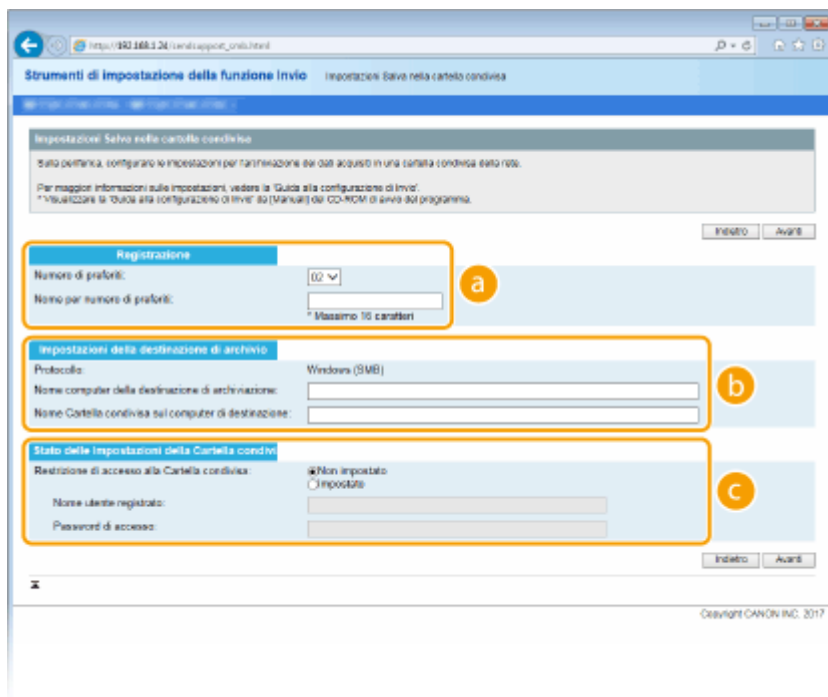 http://192.168.1.24/sendsupport_smb.html
Strumenti di impostazione della funzione Invio Impostazioni Salva nella cartella condivisa
Impostazioni Salva nella cartella condivisa
Sulla periferica, configurare le impostazioni per l'archiviazione dei dati acquisiti in una cartella condivisa della rete.
Per maggiori informazioni sulle impostazioni, vedere la 'Guida alla configurazione di Invio'.
* Visualizzare la 'Guida alla configurazione di Invio' da [Manuali] del CD-ROM di avvio del programma.
Indietro Avanti
Registrazione
Numero di preferiti: 02
Nome per numero di preferiti:
* Massimo 16 caratteri
a
Impostazioni della destinazione di archivio
Protocollo: Windows (SMB)
Nome computer della destinazione di archiviazione:
Nome Cartella condivisa sul computer di destinazione:
b
Stato delle Impostazioni della Cartella condivi
Restrizione di accesso alla Cartella condivisa: Non impostato
Impostato
Nome utente registrato:
Password di accesso:
c
Indietro Avanti
Copyright CANON INC. 2017